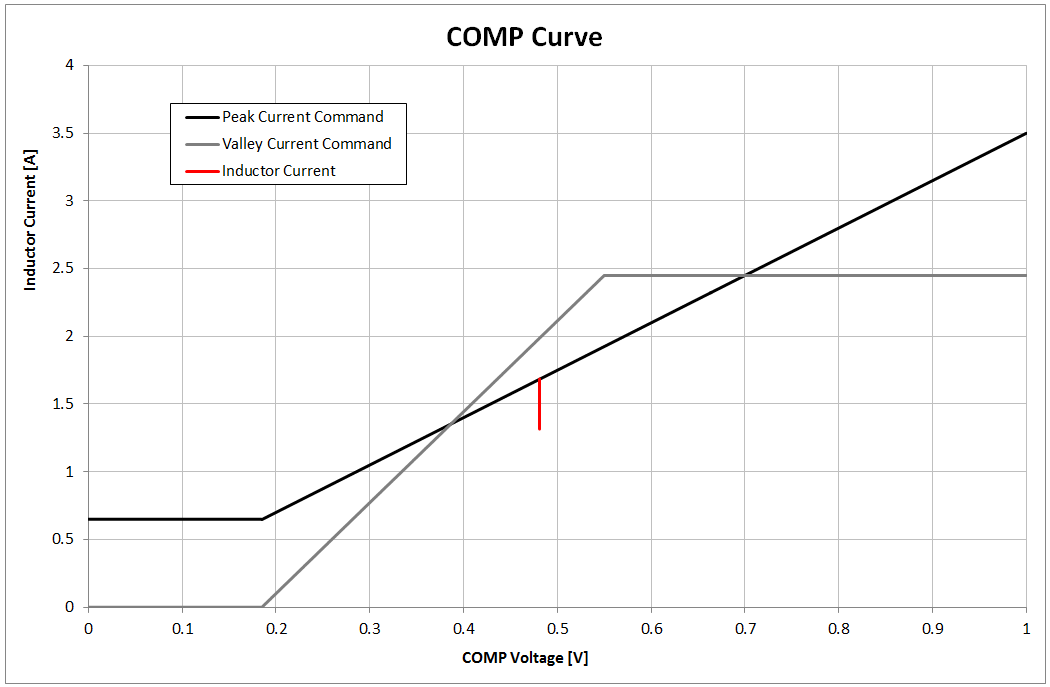 COMP Curve
4
3.5
3
2.5
2
1.5
1
0.5
0
Inductor Current [A]
Peak Current Command
Valley Current Command
Inductor Current
0 0.1 0.2 0.3 0.4 0.5 0.6 0.7 0.8 0.9 1
COMP Voltage [V]